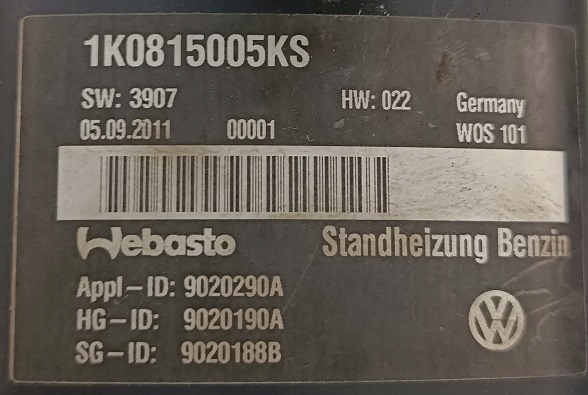 1K0815005KS
SW: 3907 HW: 022 Germany
05.09.2011 00001 WOS 101
Webasto Standheizung Benzin
Appl-ID: 9020290A
HG-ID: 9020190A
SG-ID: 9020188B